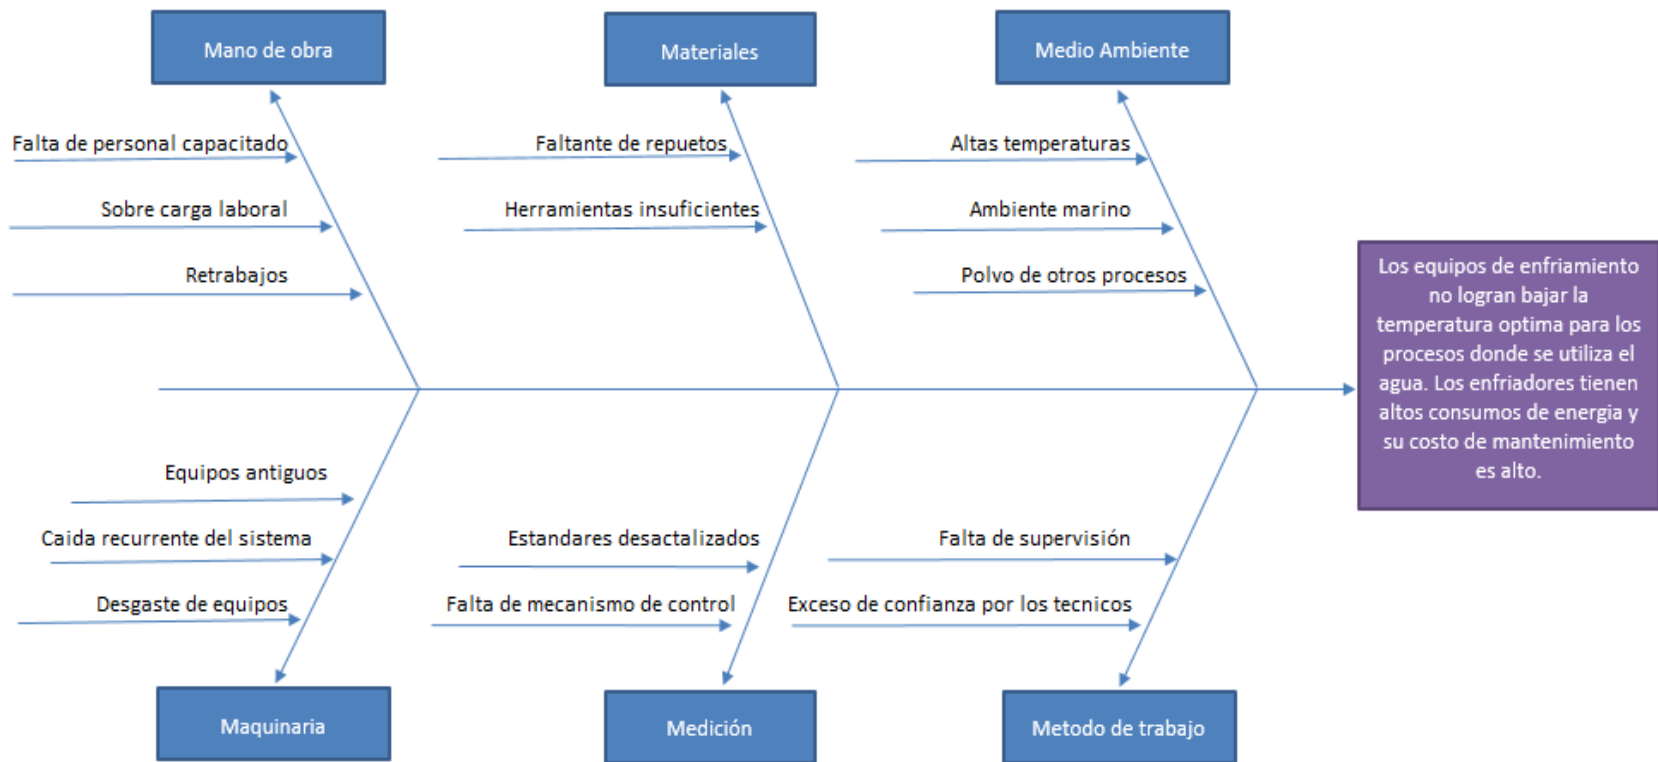 Mano de obra
Materiales
Medio Ambiente
Falta de personal capacitado
Faltante de repuetos
Altas temperaturas
Sobre carga laboral
Herramientas insuficientes
Ambiente marino
Retrabajos
Polvo de otros procesos
Los equipos de enfriamiento
no logran bajar la
temperatura optima para los
procesos donde se utiliza el
agua. Los enfriadores tienen
altos consumos de energia y
su costo de mantenimiento
es alto.
Equipos antiguos
Caida recurrente del sistema
Estandares desactalizados
Falta de supervisión
Desgaste de equipos
Falta de mecanismo de control
Exceso de confianza por los tecnicos
Maquinaria
Medición
Metodo de trabajo